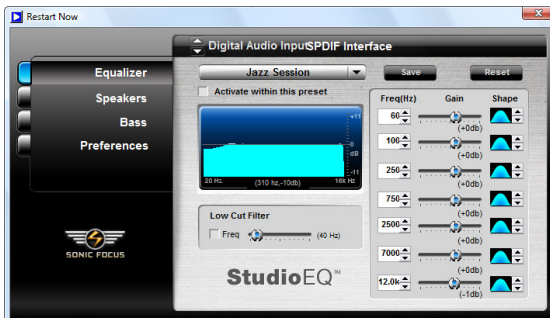 Restart Now
Digital Audio InputSPDIF Interface
Equalizer
Speakers
Bass
Preferences
SONIC FOCUS
Jazz Session
Save
Reset
Activate within this preset
+11
0
dB
-11
20 Hz
(310 hz,-10db)
16k Hz
Low Cut Filter
Freq
(40 Hz)
StudioEQ™
Freq(Hz) Gain Shape
60
(+0db)
100
(+0db)
250
(+0db)
750
(+0db)
2500
(+0db)
7000
(+0db)
12.0k
(-1db)